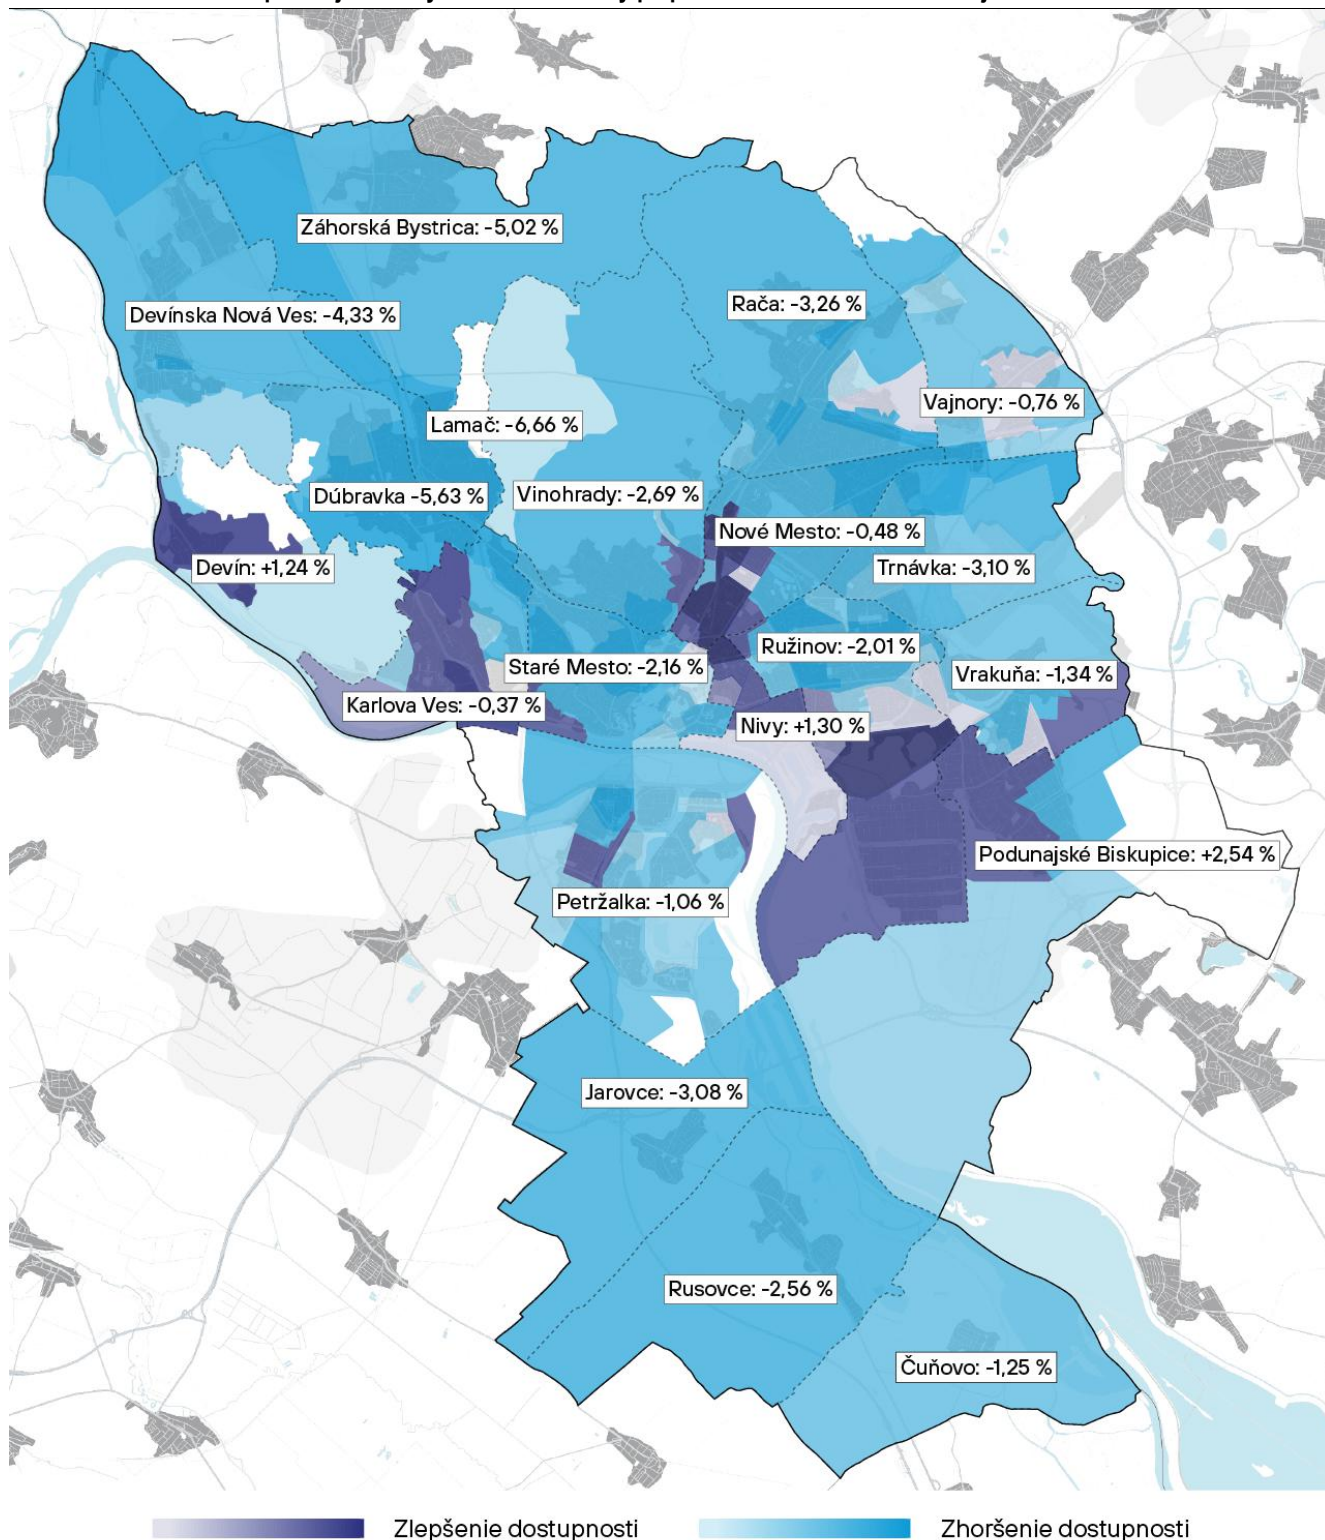 Záhorská Bystrica: -5,02 %
Rača: -3,26 %
Devínska Nová Ves: -4,33 %
Vajnory: -0,76 %
Lamač: -6,66 %
Dúbravka -5,63 %
Vinohrady: -2,69 %
Nové Mesto: -0,48 %
Devín: +1,24 %
Trnávka: -3,10 %
Ružinov: -2,01 %
Staré Mesto: -2,16 %
Vrakuňa: -1,34 %
Karlova Ves: -0,37 %
Nivy: +1,30 %
Podunajské Biskupice: +2,54 %
Petržalka: -1,06 %
Jarovce: -3,08 %
Rusovce: -2,56 %
Čuňovo: -1,25 %
Zlepšenie dostupnosti
Zhoršenie dostupnosti